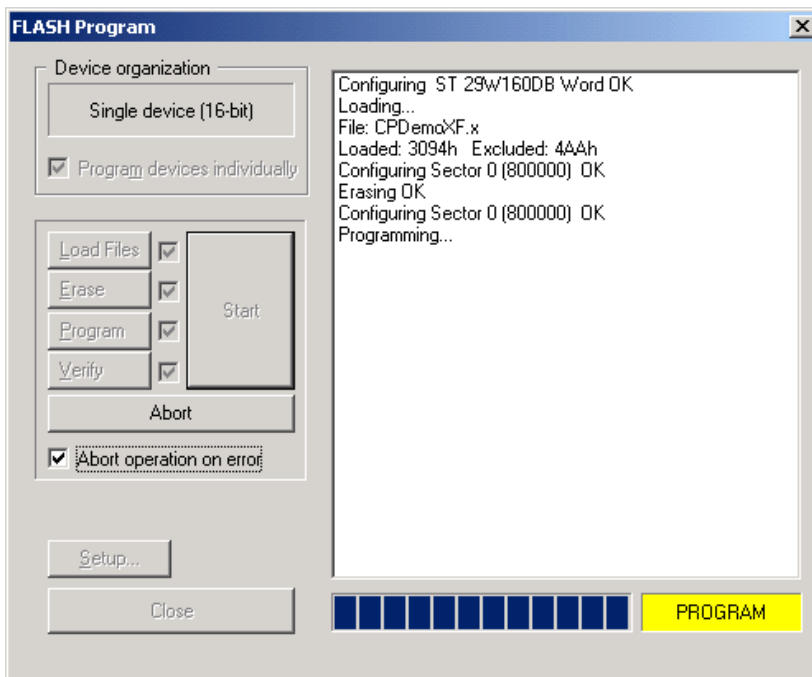 FLASH Program
Device organization
Single device (16-bit)
Program devices individually
Load Files
Erase
Program
Verify
Start
Abort
Abort operation on error
Setup...
Close
Configuring  ST 29W160DB Word OK
Loading...
File: CPDemoXF.x
Loaded: 3094h   Excluded: 4AAh
Configuring Sector 0 (800000)  OK
Erasing OK
Configuring Sector 0 (800000)  OK
Programming...
PROGRAM